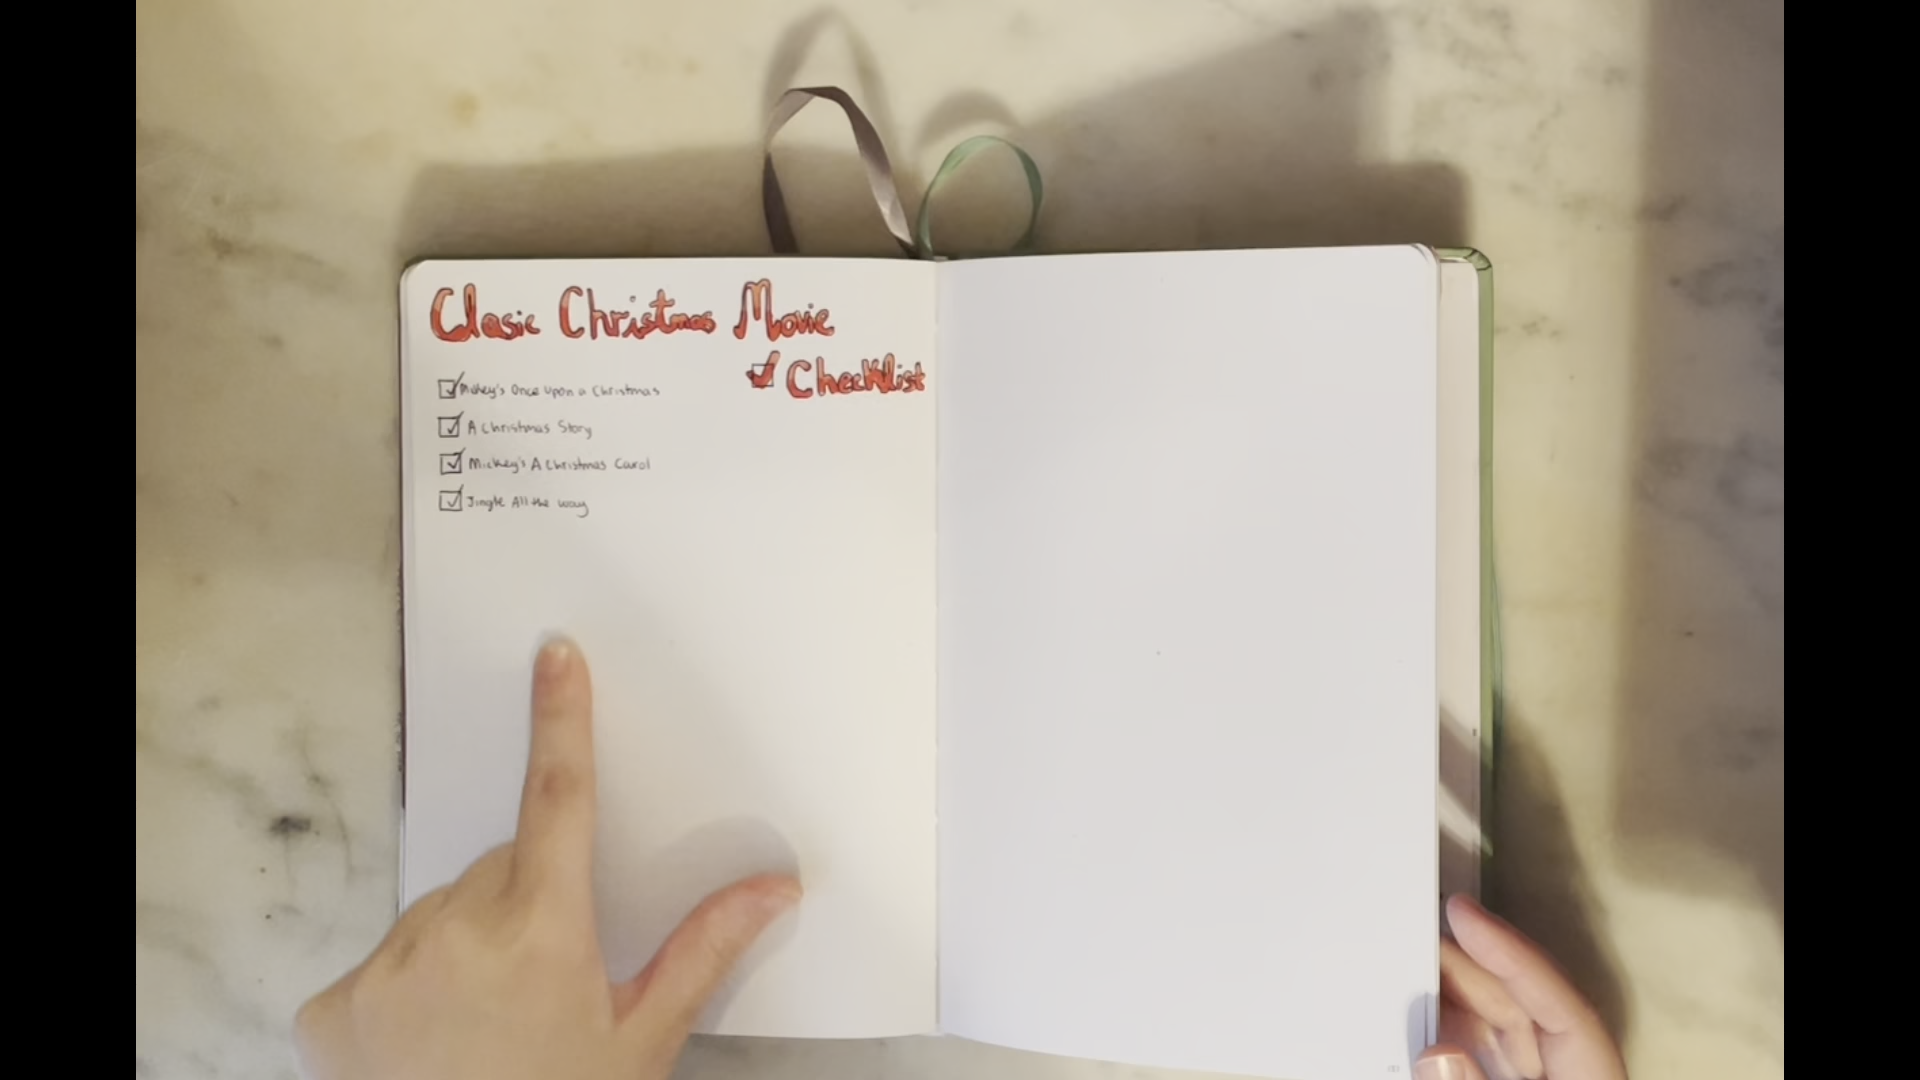 Clasic Christmas Movie
Checklist
Mickey's Once Upon a Christmas
A Christmas Story
Mickey's A Christmas Carol
Jingle All the way